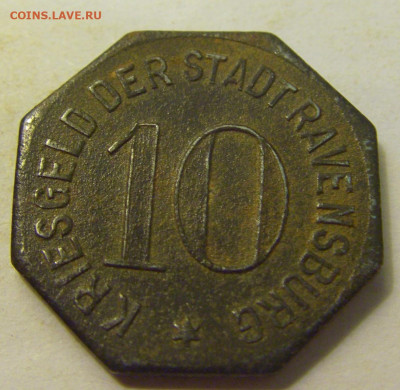 COINS.LAVE.RU
KRIEGSGELD DER STADT RAVENSBURG
10